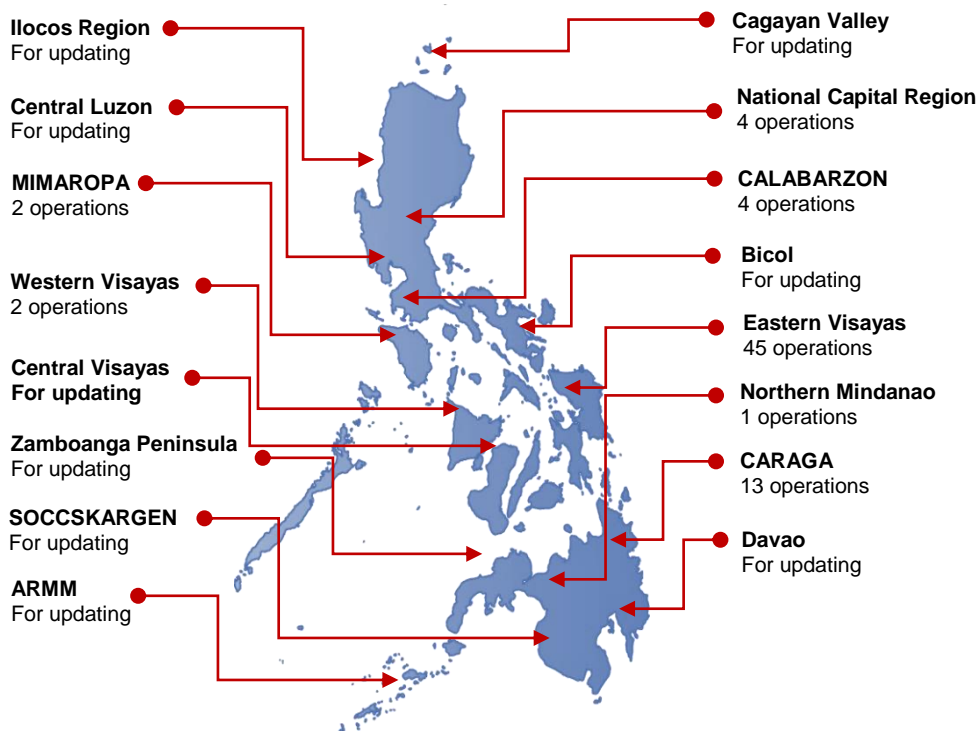 Ilocos Region
For updating
Central Luzon
For updating
MIMAROPA
2 operations
Western Visayas
2 operations
Central Visayas
For updating
Zamboanga Peninsula
For updating
SOCCSKARGEN
For updating
ARMM
For updating
Cagayan Valley
For updating
National Capital Region
4 operations
CALABARZON
4 operations
Bicol
For updating
Eastern Visayas
45 operations
Northern Mindanao
1 operations
CARAGA
13 operations
Davao
For updating